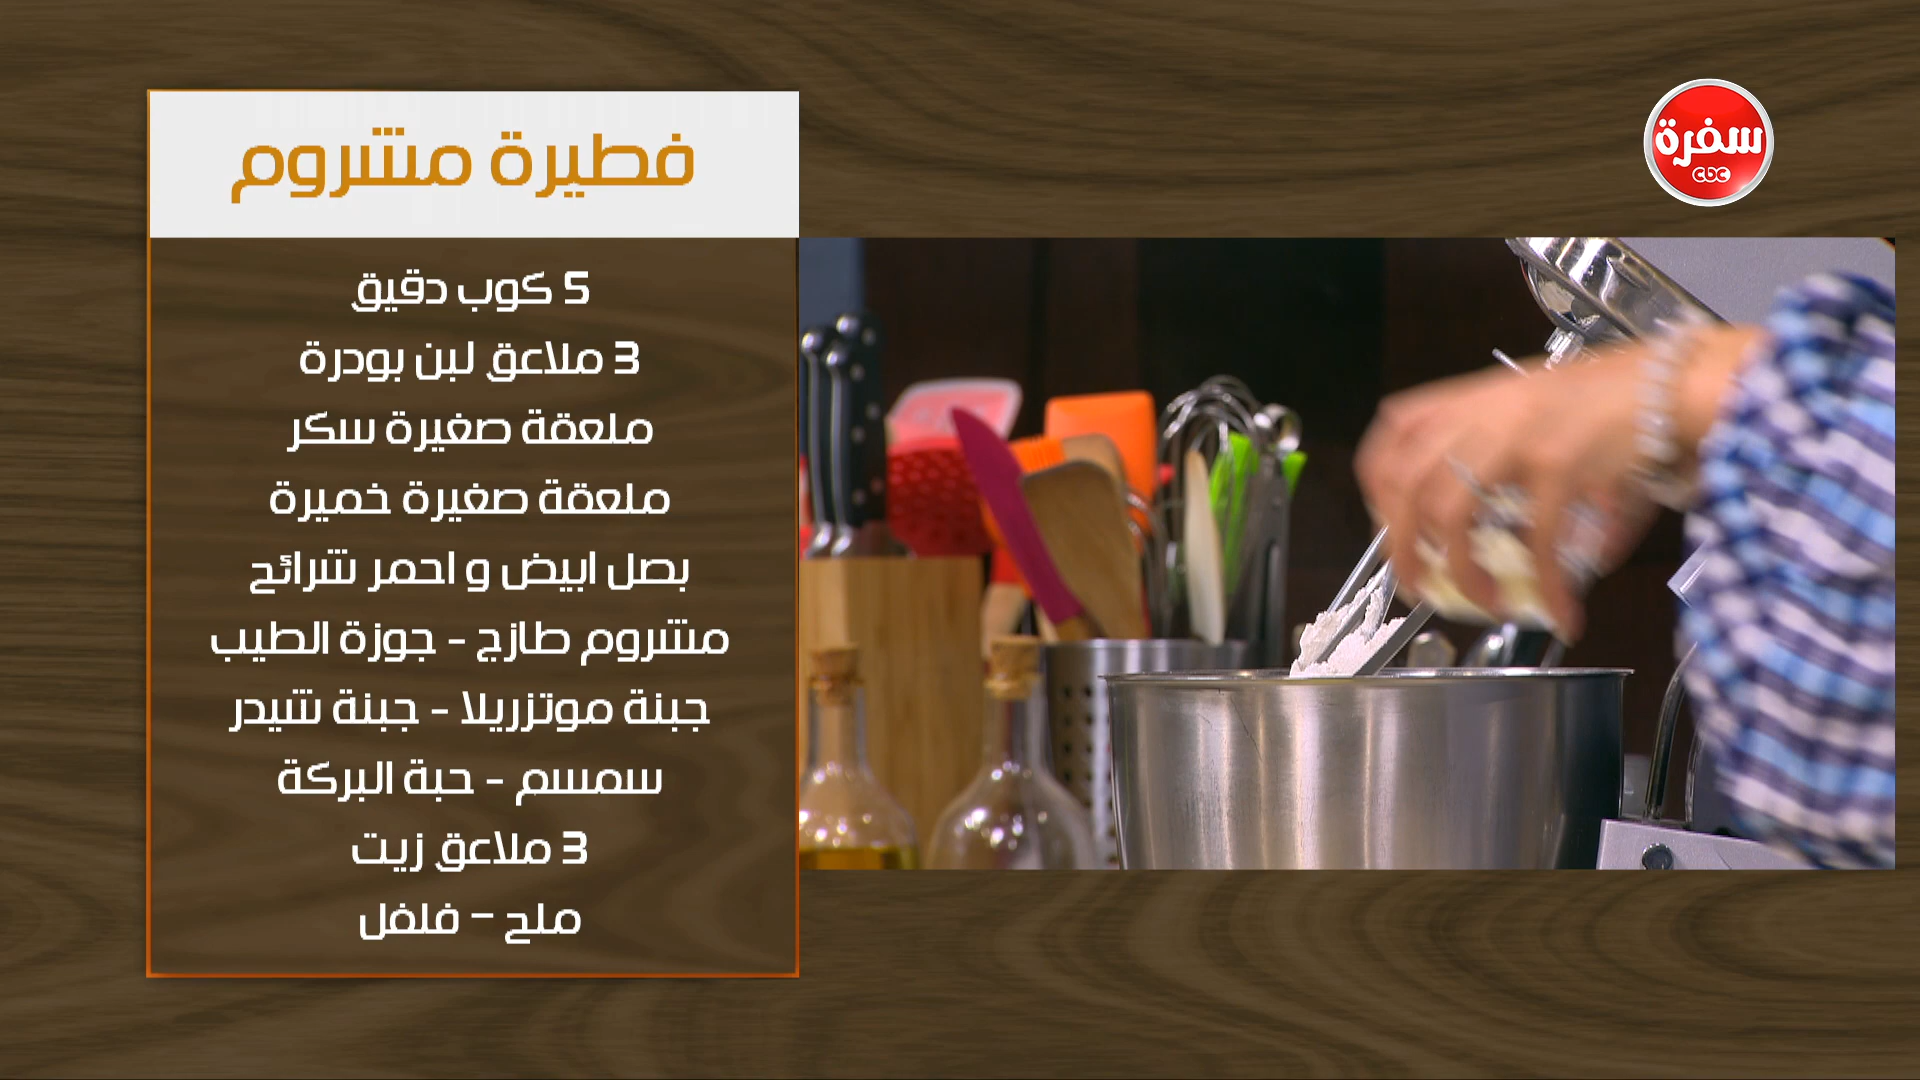 فطيرة مشروم
5 كوب دقيق
3 ملاعق لبن بودرة
ملعقة صغيرة سكر
ملعقة صغيرة خميرة
بصل ابيض و احمر شرائح
مشروم طازج - جوزة الطيب
جبنة موتزريلا - جبنة شيدر
سمسم - حبة البركة
3 ملاعق زيت
ملح – فلفل
سفرة
cbc